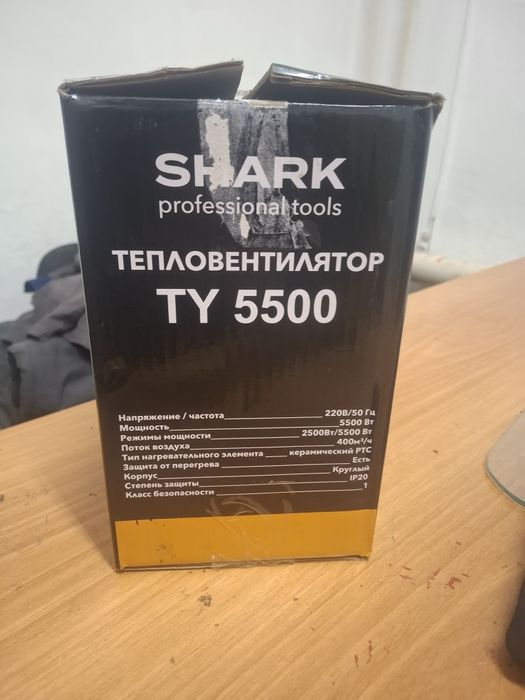 SHARK
professional tools
ТЕПЛОВЕНТИЛЯТОР
TY 5500
Напряжение / частота 220В/50 Гц
Мощность 5500 Вт
Режимы мощности 2500Вт/5500 Вт
Поток воздуха 400м³/ч
Тип нагревательного элемента керамический PTC
Защита от перегрева Есть
Корпус Круглый
Степень защиты IP20
Класс безопасности 1